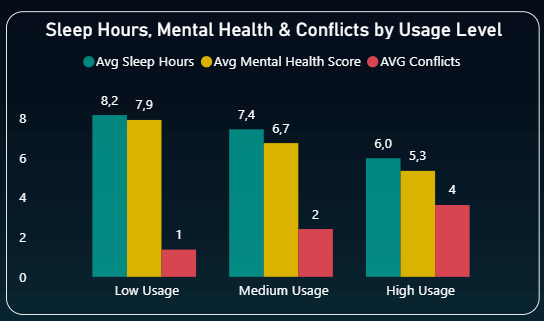 Sleep Hours, Mental Health & Conflicts by Usage Level
Avg Sleep Hours Avg Mental Health Score AVG Conflicts
8,2 7,9 1
7,4 6,7 2
6,0 5,3 4
8
6
4
2
0
Low Usage Medium Usage High Usage